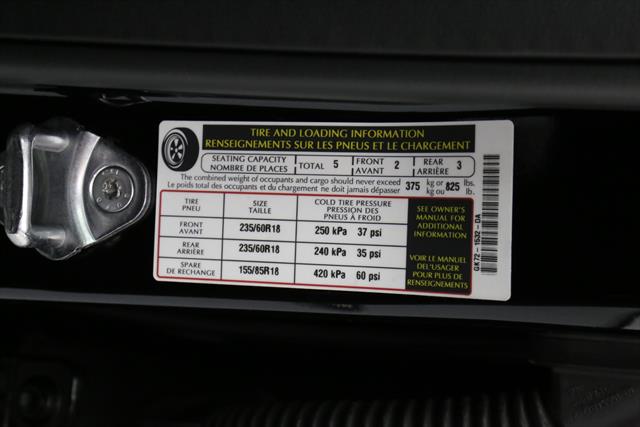 TIRE AND LOADING INFORMATION
RENSEIGNEMENTS SUR LES PNEUS ET LE CHARGEMENT
SEATING CAPACITY
NOMBRE DE PLACES
TOTAL 5
FRONT
AVANT 2
REAR
ARRIÈRE 3
The combined weight of occupants and cargo should never exceed
Le poids total des occupants et du chargement ne doit jamais dépasser
375 kg or 825 lbs.
kg ou lb.
TIRE
PNEU
SIZE
TAILLE
COLD TIRE PRESSURE
PRESSION DES
PNEUS À FROID
FRONT
AVANT
235/60R18
250 kPa 37 psi
REAR
ARRIÈRE
235/60R18
240 kPa 35 psi
SPARE
DE RECHANGE
155/85R18
420 kPa 60 psi
SEE OWNER'S
MANUAL FOR
ADDITIONAL
INFORMATION
VOIR LE MANUEL
DEL'USAGER
POUR PLUS DE
RENSEIGNEMENTS
GK72-1532-DA